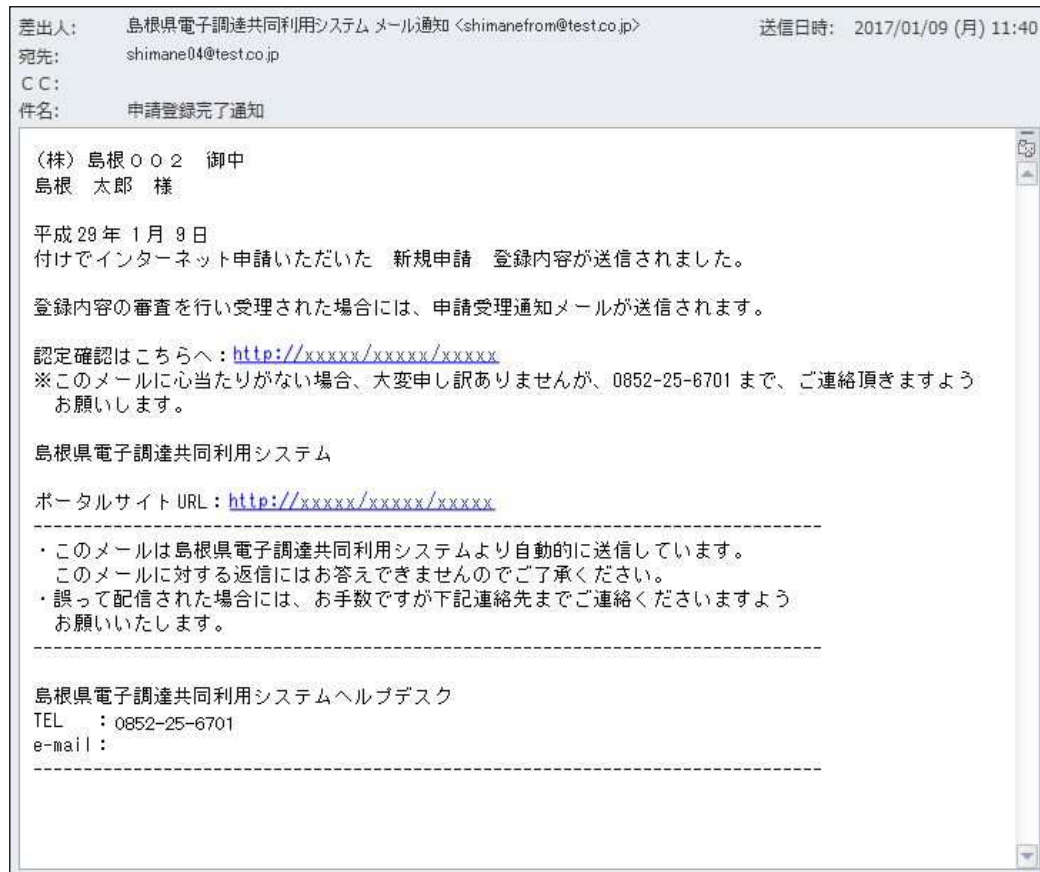 差出人: 島根県電子調達共同利用システム メール通知 <shimanefrom@test.co.jp> 送信日時: 2017/01/09 (月) 11:40
宛先: shimane04@test.co.jp
CC:
件名: 申請登録完了通知
(株) 島根００２ 御中
島根 太郎 様
平成29年 1月 9日
付けでインターネット申請いただいた 新規申請 登録内容が送信されました。
登録内容の審査を行い受理された場合には、申請受理通知メールが送信されます。
認定確認はこちらへ：http://xxxxx/xxxxx/xxxxx
※このメールに心当たりがない場合、大変申し訳ありませんが、0852-25-6701 まで、ご連絡頂きますよう
お願いします。
島根県電子調達共同利用システム
ポータルサイトURL：http://xxxxx/xxxxx/xxxxx
-------------------------------------------------------------------------------
・このメールは島根県電子調達共同利用システムより自動的に送信しています。
このメールに対する返信にはお答えできませんのでご了承ください。
・誤って配信された場合には、お手数ですが下記連絡先までご連絡くださいますよう
お願いいたします。
-------------------------------------------------------------------------------
島根県電子調達共同利用システムヘルプデスク
TEL ：0852-25-6701
e-mail：
-------------------------------------------------------------------------------